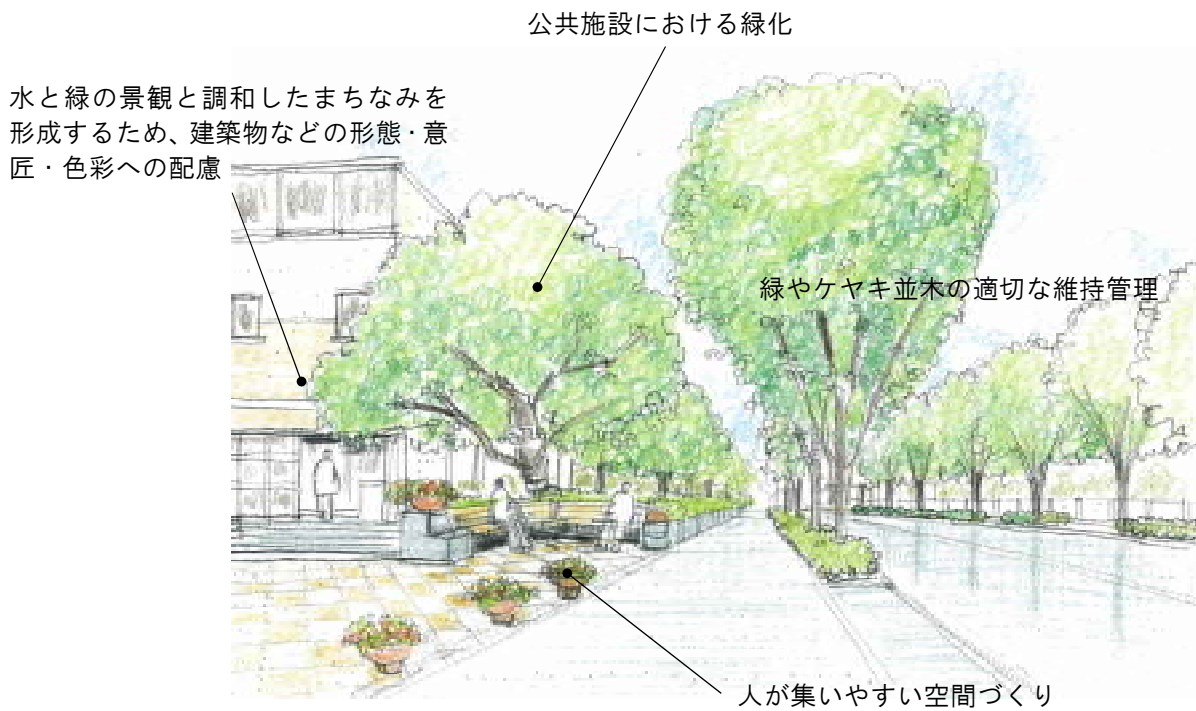 公共施設における緑化
水と緑の景観と調和したまちなみを
形成するため、建築物などの形態・意
匠・色彩への配慮
緑やケヤキ並木の適切な維持管理
人が集いやすい空間づくり